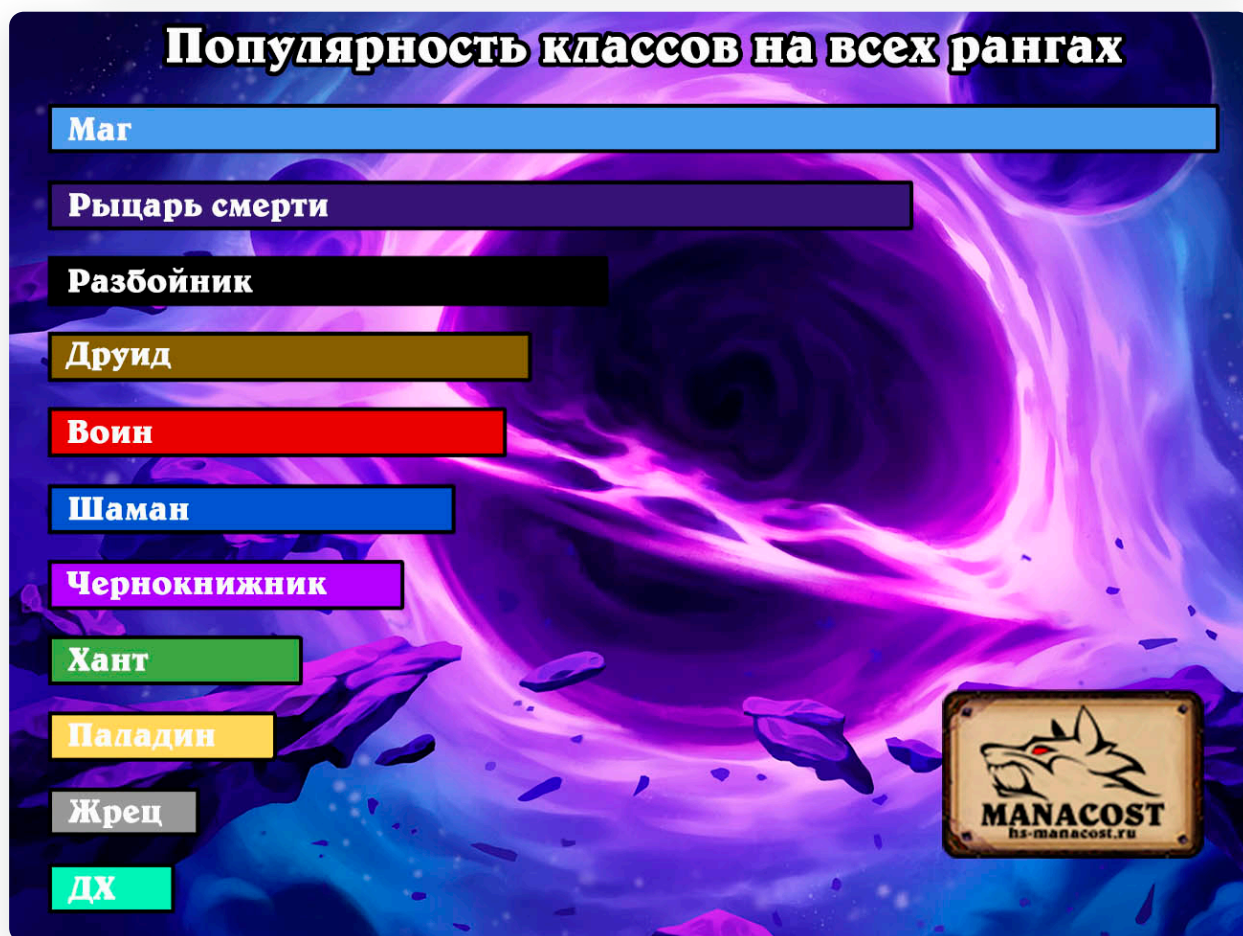 Популярность классов на всех рангах
Маг
Рыцарь смерти
Разбойник
Друид
Воин
Шаман
Чернокнижник
Хант
Паладин
Жрец
ДХ
MANACOST
hs-manacost.ru